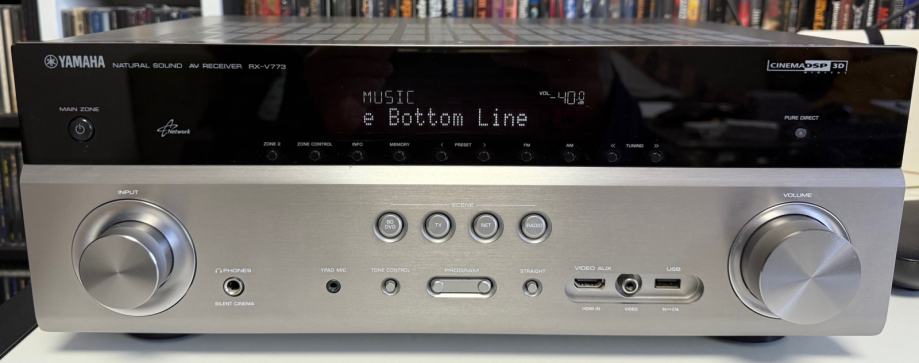 YAMAHA NATURAL SOUND AV RECEIVER RX-V773
CINEMA DSP 3D
DIGITAL
MUSIC VOL. -40.0 dB
e Bottom Line
MAIN ZONE
Network
PURE DIRECT
ZONE 2 ZONE CONTROL INFO MEMORY < PRESET > FM AM << TUNING >>
INPUT
VOLUME
SCENE
BD DVD TV NET RADIO
PHONES
YPAO MIC TONE CONTROL PROGRAM STRAIGHT
VIDEO AUX USB
SILENT CINEMA
HDMI IN VIDEO